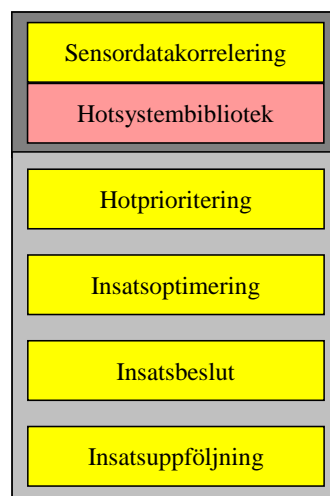 Sensordatakorrelering
Hotsystembibliotek
Hotprioritering
Insatsoptimering
Insatsbeslut
Insatsuppföljning